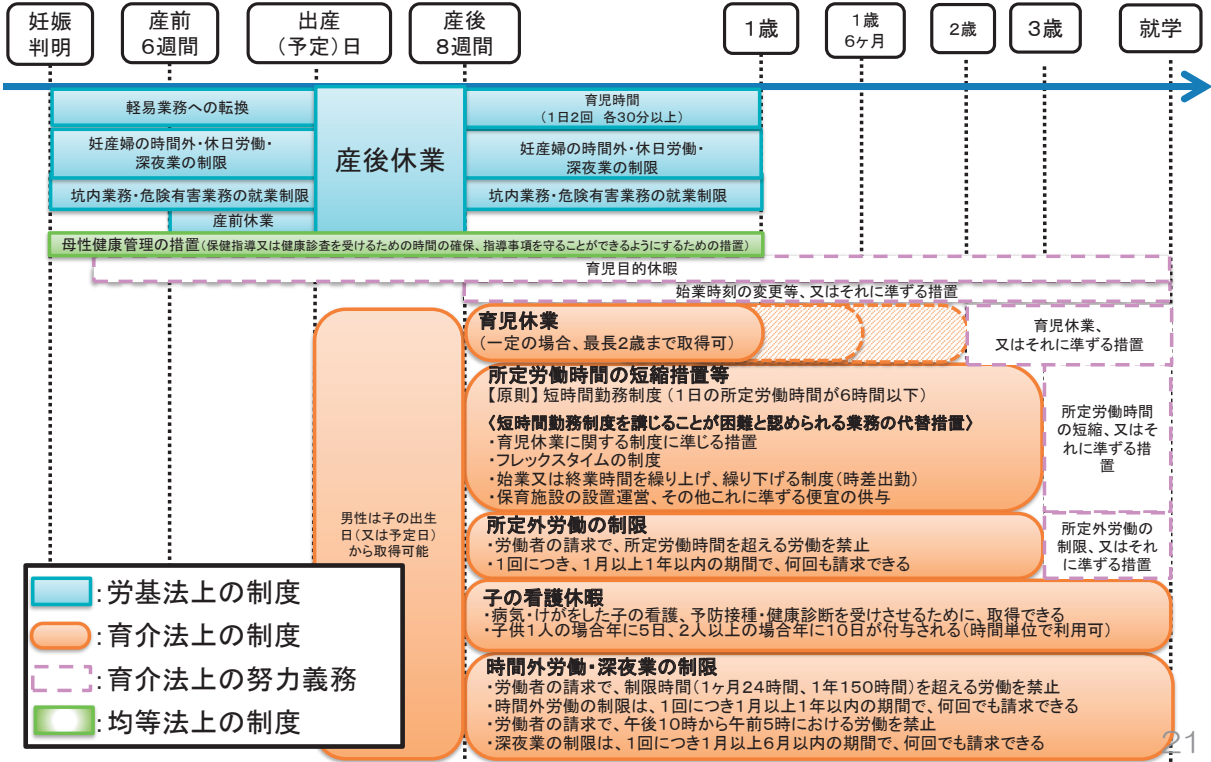 妊娠
判明
産前
6週間
出産
(予定)日
産後
8週間
1歳
1歳
6ヶ月
2歳
3歳
就学
軽易業務への転換
育児時間
(1日2回 各30分以上)
妊産婦の時間外・休日労働・
深夜業の制限
産後休業
妊産婦の時間外・休日労働・
深夜業の制限
坑内業務・危険有害業務の就業制限
坑内業務・危険有害業務の就業制限
産前休業
母性健康管理の措置(保健指導又は健康診査を受けるための時間の確保、指導事項を守ることができるようにするための措置)
育児目的休暇
始業時刻の変更等、又はそれに準ずる措置
育児休業
(一定の場合、最長2歳まで取得可)
育児休業、
又はそれに準ずる措置
所定労働時間の短縮措置等
【原則】短時間勤務制度(1日の所定労働時間が6時間以下)
〈短時間勤務制度を講じることが困難と認められる業務の代替措置〉
・育児休業に関する制度に準じる措置
・フレックスタイムの制度
・始業又は終業時間を繰り上げ、繰り下げる制度(時差出勤)
・保育施設の設置運営、その他これに準ずる便宜の供与
所定労働時間
の短縮、又はそ
れに準ずる措
置
男性は子の出生
日(又は予定日)
から取得可能
所定外労働の制限
・労働者の請求で、所定労働時間を超える労働を禁止
・1回につき、1月以上1年以内の期間で、何回も請求できる
所定外労働の
制限、又はそれ
に準ずる措置
子の看護休暇
・病気・けがをした子の看護、予防接種・健康診断を受けさせるために、取得できる
・子供1人の場合年に5日、2人以上の場合年に10日が付与される(時間単位で利用可)
時間外労働・深夜業の制限
・労働者の請求で、制限時間(1ヶ月24時間、1年150時間)を超える労働を禁止
・時間外労働の制限は、1回につき1月以上1年以内の期間で、何回でも請求できる
・労働者の請求で、午後10時から午前5時における労働を禁止
・深夜業の制限は、1回につき1月以上6月以内の期間で、何回でも請求できる
:労基法上の制度
:育介法上の制度
:育介法上の努力義務
:均等法上の制度
21